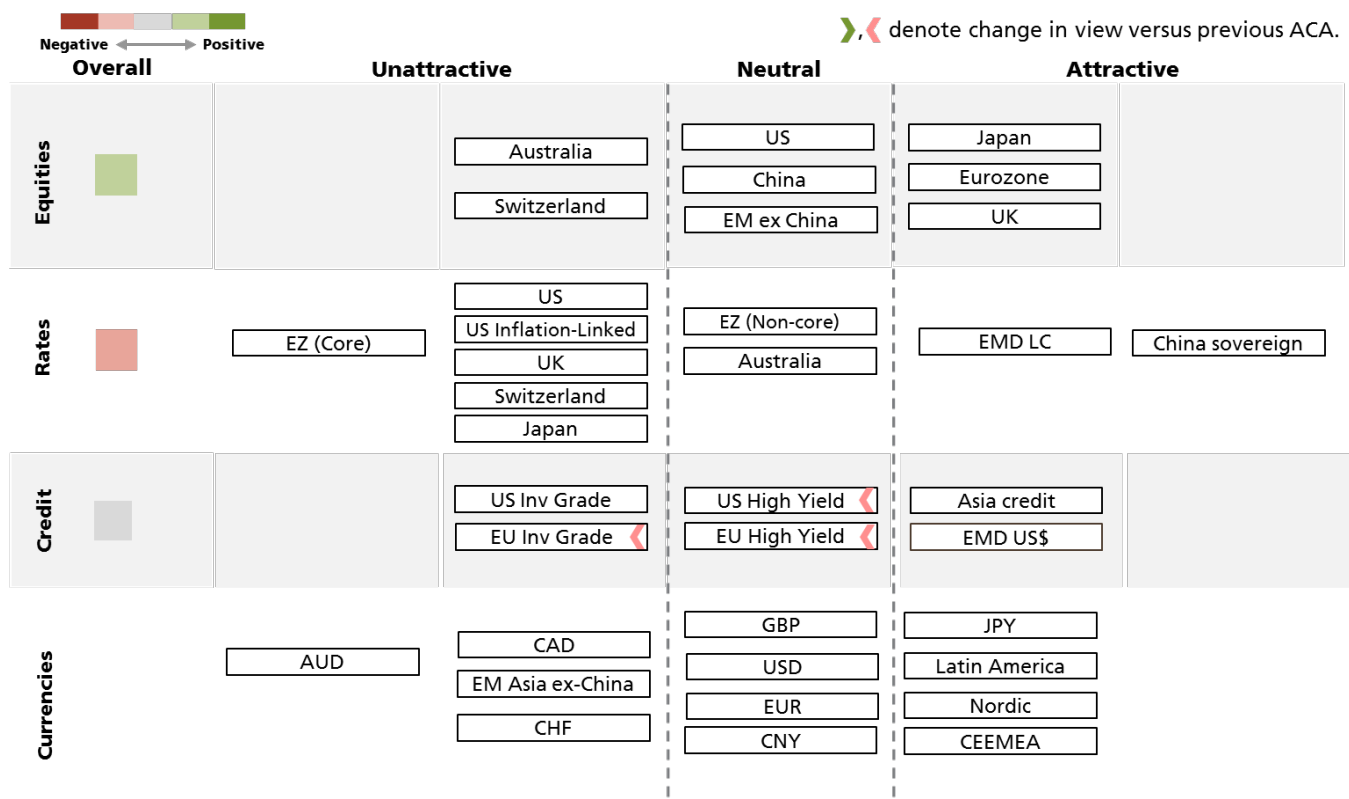 Negative Positive
❯,❮ denote change in view versus previous ACA.
Overall Unattractive Neutral Attractive
Equities
Australia
Switzerland
US
China
EM ex China
Japan
Eurozone
UK
Rates
EZ (Core)
US
US Inflation-Linked
UK
Switzerland
Japan
EZ (Non-core)
Australia
EMD LC
China sovereign
Credit
US Inv Grade
EU Inv Grade
US High Yield
EU High Yield
Asia credit
EMD US$
Currencies
AUD
CAD
EM Asia ex-China
CHF
GBP
USD
EUR
CNY
JPY
Latin America
Nordic
CEEMEA